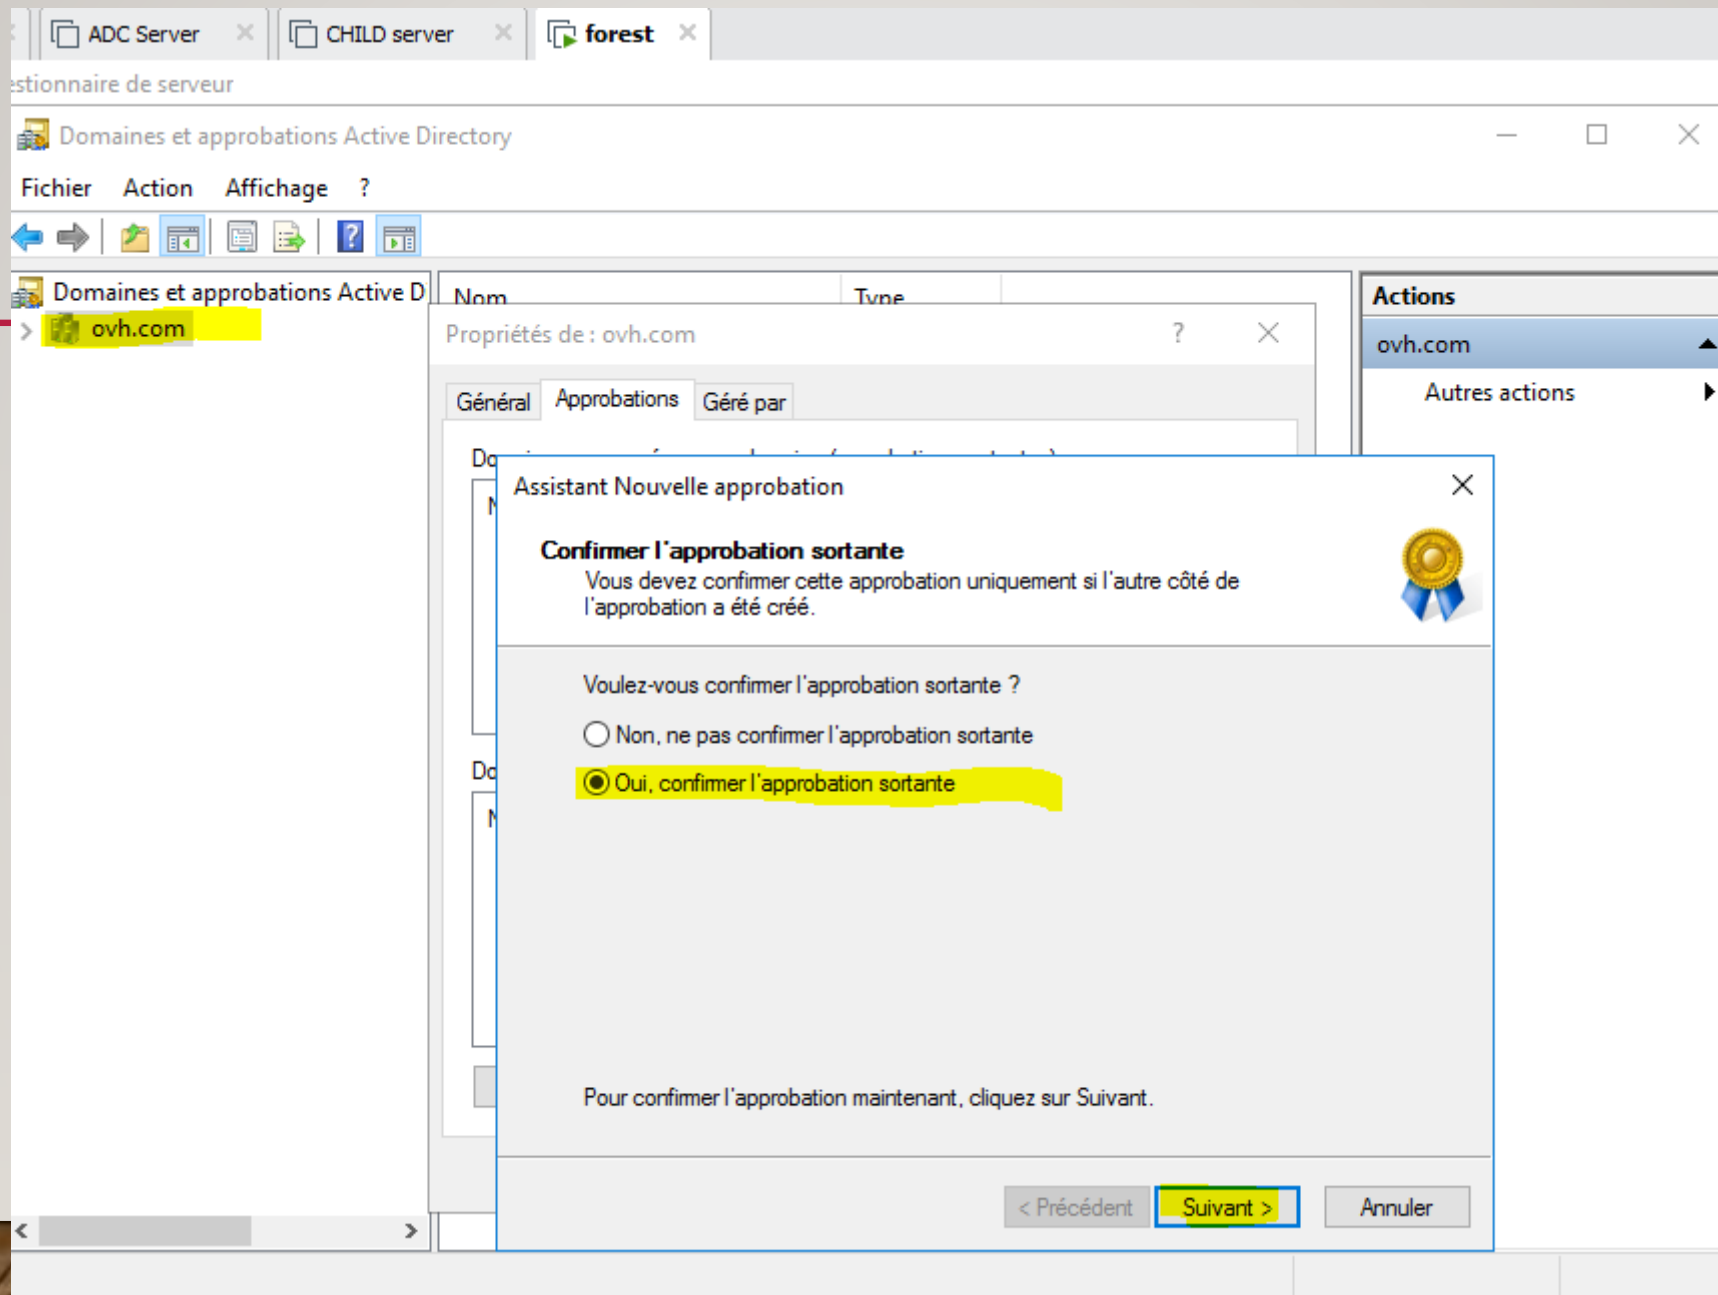 ADC Server
CHILD server
forest
estionnaire de serveur
Domaines et approbations Active Directory
Fichier Action Affichage ?
Domaines et approbations Active D
ovh.com
Nom Type
Propriétés de : ovh.com ?
Général Approbations Géré par
Assistant Nouvelle approbation
Confirmer l'approbation sortante
Vous devez confirmer cette approbation uniquement si l'autre côté de
l'approbation a été créé.
Voulez-vous confirmer l'approbation sortante ?
Non, ne pas confirmer l'approbation sortante
Oui, confirmer l'approbation sortante
Pour confirmer l'approbation maintenant, cliquez sur Suivant.
< Précédent Suivant > Annuler
Actions
ovh.com
Autres actions